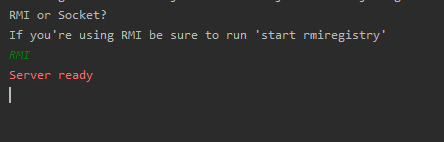 RMI or Socket?
If you're using RMI be sure to run 'start rmiregistry'
RMI
Server ready